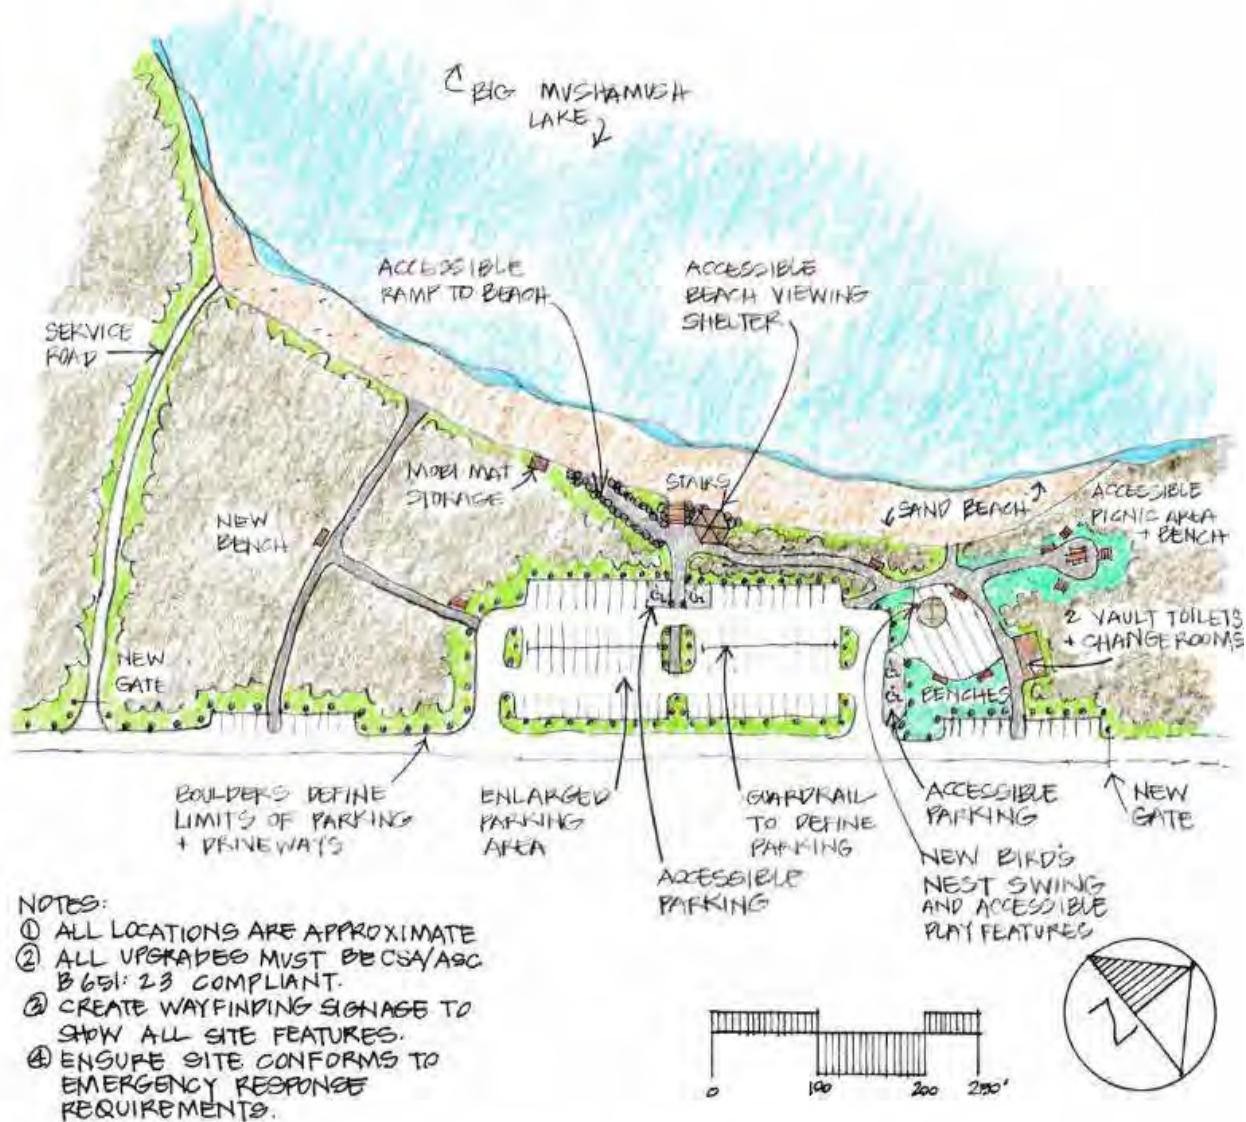 BIG MUSHAMUSH
LAKE
ACCESSIBLE
RAMP TO BEACH
ACCESSIBLE
BEACH VIEWING
SHELTER
SERVICE
ROAD
MOBI MAT
STORAGE
STAIRS
SAND BEACH
ACCESSIBLE
PICNIC AREA
+ BENCH
NEW
BENCH
2 VAULT TOILETS
+ CHANGEROOMS
NEW
GATE
BENCHES
BOULDERS DEFINE
LIMITS OF PARKING
+ DRIVEWAYS
ENLARGED
PARKING
AREA
ACCESSIBLE
PARKING
GUARDRAIL
TO DEFINE
PARKING
ACCESSIBLE
PARKING
NEW
GATE
NEW BIRD'S
NEST SWING
AND ACCESSIBLE
PLAY FEATURES
NOTES:
① ALL LOCATIONS ARE APPROXIMATE
② ALL UPGRADES MUST BE CSA/ASC
B651:23 COMPLIANT.
③ CREATE WAYFINDING SIGNAGE TO
SHOW ALL SITE FEATURES.
④ ENSURE SITE CONFORMS TO
EMERGENCY RESPONSE
REQUIREMENTS.
0 100 200 250'
N